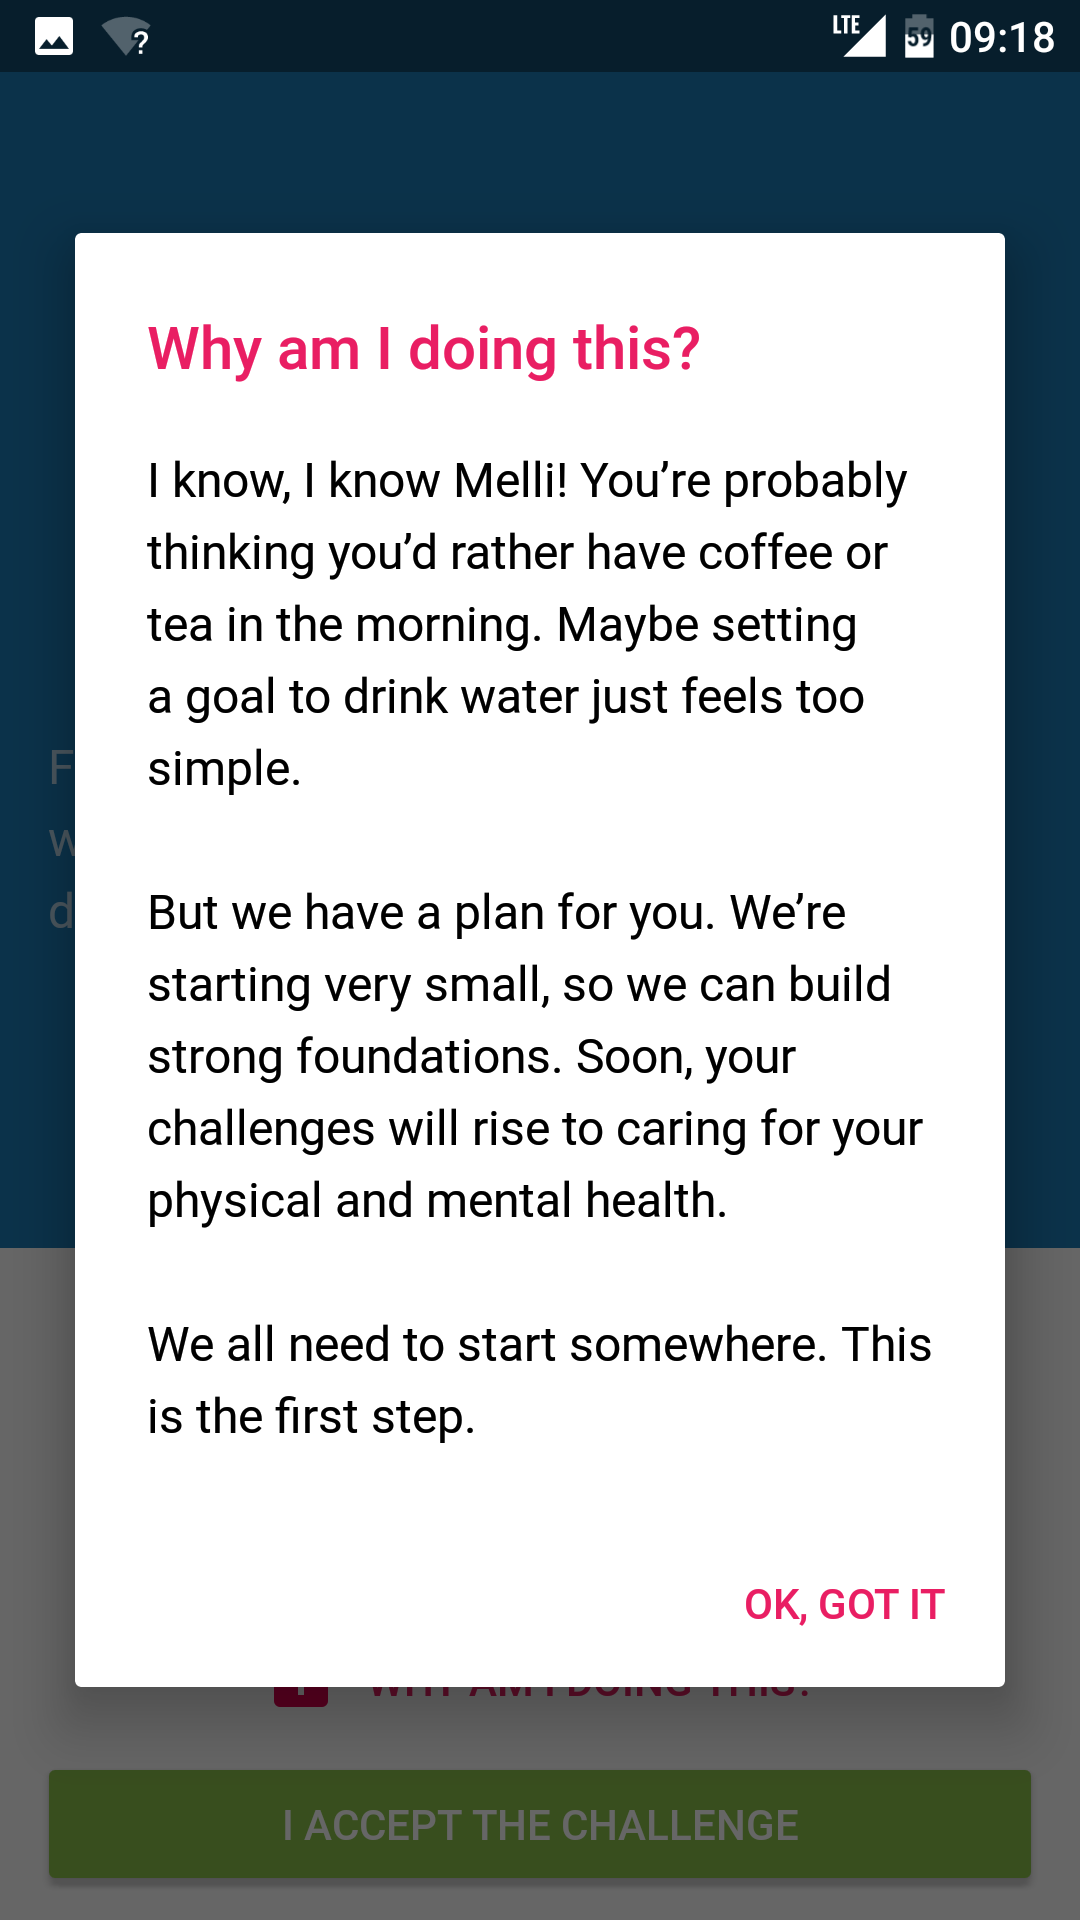 LTE 59 09:18
Why am I doing this?
I know, I know Melli! You’re probably
thinking you’d rather have coffee or
tea in the morning. Maybe setting
a goal to drink water just feels too
simple.
But we have a plan for you. We’re
starting very small, so we can build
strong foundations. Soon, your
challenges will rise to caring for your
physical and mental health.
We all need to start somewhere. This
is the first step.
OK, GOT IT
WHY AM I DOING THIS?
I ACCEPT THE CHALLENGE